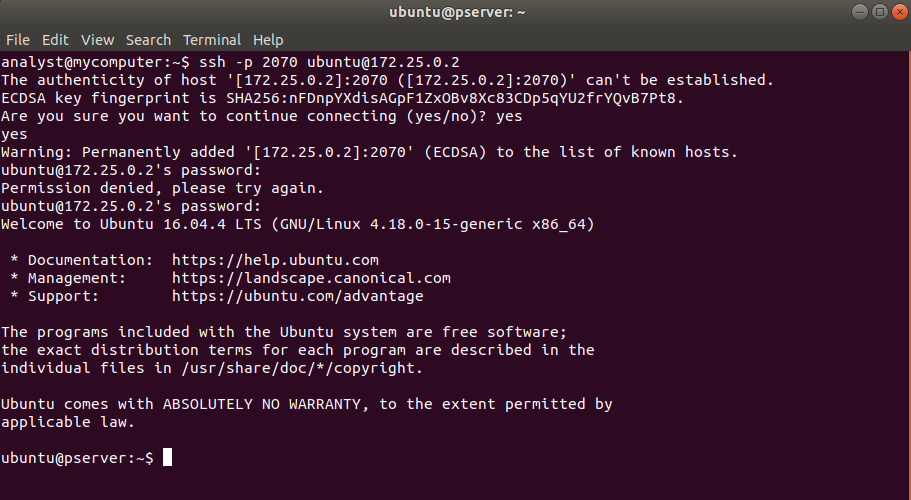 ubuntu@pserver: ~
File Edit View Search Terminal Help
analyst@mycomputer:~$ ssh -p 2070 ubuntu@172.25.0.2
The authenticity of host '[172.25.0.2]:2070 ([172.25.0.2]:2070)' can't be established.
ECDSA key fingerprint is SHA256:nFDnpYXdisAGpF1ZxOBv8Xc83CDp5qYU2frYQvB7Pt8.
Are you sure you want to continue connecting (yes/no)? yes
yes
Warning: Permanently added '[172.25.0.2]:2070' (ECDSA) to the list of known hosts.
ubuntu@172.25.0.2's password:
Permission denied, please try again.
ubuntu@172.25.0.2's password:
Welcome to Ubuntu 16.04.4 LTS (GNU/Linux 4.18.0-15-generic x86_64)
* Documentation:  https://help.ubuntu.com
* Management:     https://landscape.canonical.com
* Support:        https://ubuntu.com/advantage
The programs included with the Ubuntu system are free software;
the exact distribution terms for each program are described in the
individual files in /usr/share/doc/*/copyright.
Ubuntu comes with ABSOLUTELY NO WARRANTY, to the extent permitted by
applicable law.
ubuntu@pserver:~$